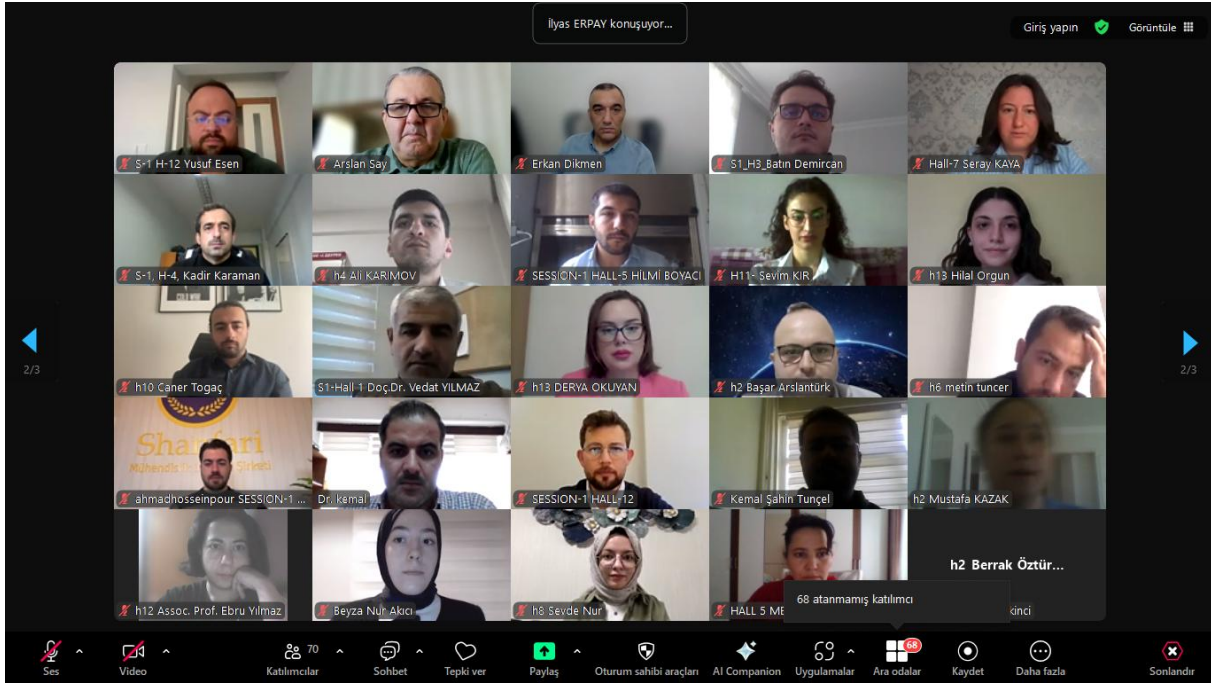 İlyas ERPAY konuşuyor...
Giriş yapın
Görüntüle
S-1 H-12 Yusuf Esen
Arslan Say
Erkan Dikmen
S1_H3_Batın Demircan
Hall-7 Seray KAYA
S-1, H-4, Kadir Karaman
h4 Ali KARIMOV
SESSION-1 HALL-5 HİLMİ BOYACI
H11- Sevim KIR
h13 Hilal Orgun
2/3
2/3
h10 Caner Togaç
S1-Hall 1 Doç.Dr. Vedat YILMAZ
h13 DERYA OKUYAN
h2 Başar Arslantürk
h6 metin tuncer
ahmadhosseinpour SESSION-1 ...
Dr. kemal
SESSION-1 HALL-12
Kemal Şahin Tunçel
h2 Mustafa KAZAK
h2 Berrak Öztür...
h12 Assoc. Prof. Ebru Yılmaz
Beyza Nur Akıcı
h8 Sevde Nur
HALL 5 ME
68 atanmamış katılımcı
kinci
Ses
Video
Katılımcılar
70
Sohbet
Tepki ver
Paylaş
Oturum sahibi araçları
AI Companion
Uygulamalar
Ara odalar
68
Kaydet
Daha fazla
Sonlandır